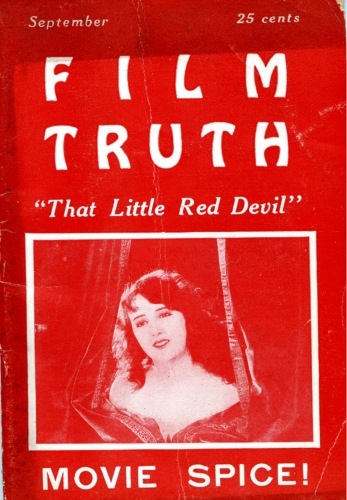 September 25 cents
FILM
TRUTH
"That Little Red Devil"
MOVIE SPICE!